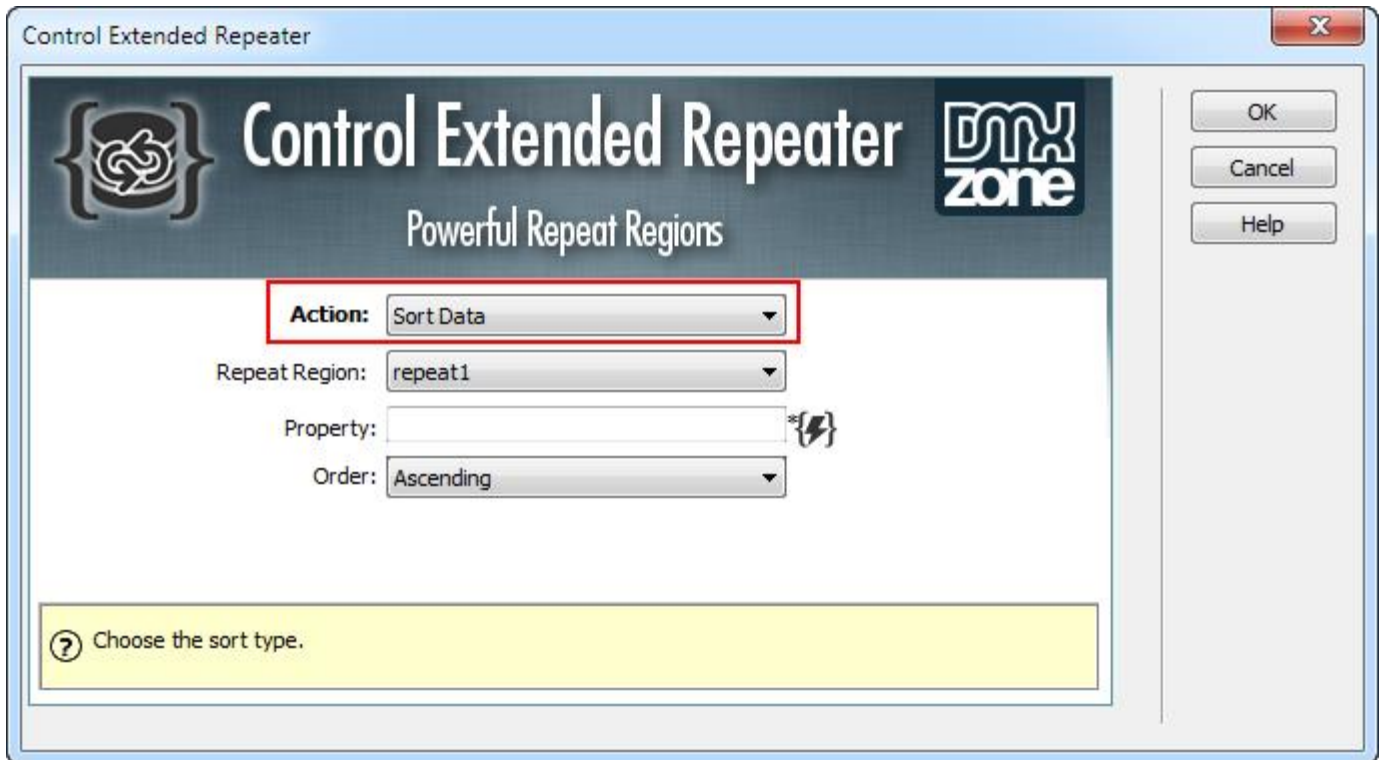 Control Extended Repeater
Control Extended Repeater
DMX
zone
Powerful Repeat Regions
OK
Cancel
Help
Action: Sort Data
Repeat Region: repeat1
Property: *
Order: Ascending
Choose the sort type.